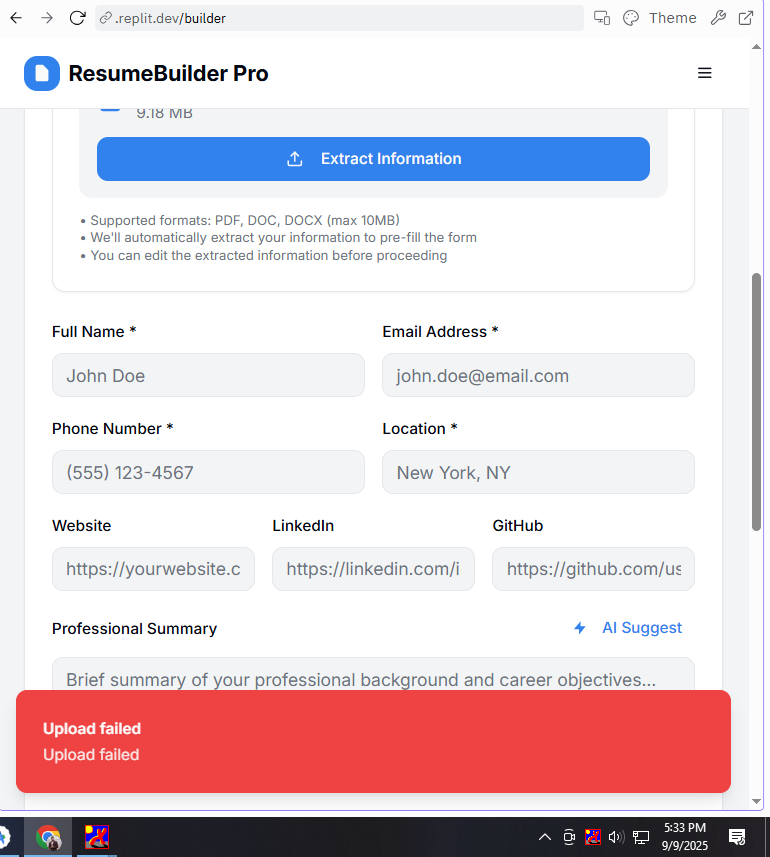 .replit.dev/builder
Theme
ResumeBuilder Pro
9.18 MB
Extract Information
• Supported formats: PDF, DOC, DOCX (max 10MB)
• We'll automatically extract your information to pre-fill the form
• You can edit the extracted information before proceeding
Full Name *
Email Address *
John Doe
john.doe@email.com
Phone Number *
Location *
(555) 123-4567
New York, NY
Website
LinkedIn
GitHub
https://yourwebsite.c
https://linkedin.com/i
https://github.com/us
Professional Summary
AI Suggest
Brief summary of your professional background and career objectives...
Upload failed
Upload failed
5:33 PM
9/9/2025